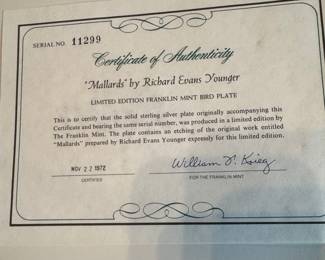 SERIAL NO. 11299
Certificate of Authenticity
"Mallards" by Richard Evans Younger
LIMITED EDITION FRANKLIN MINT BIRD PLATE
This is to certify that the solid sterling silver plate originally accompanying this
Certificate and bearing the same serial number, was produced in a limited edition by
The Franklin Mint. The plate contains an etching of the original work entitled
"Mallards" prepared by Richard Evans Younger expressly for this limited edition.
NOV 22 1972
CERTIFIED
William F. Krieg
FOR THE FRANKLIN MINT